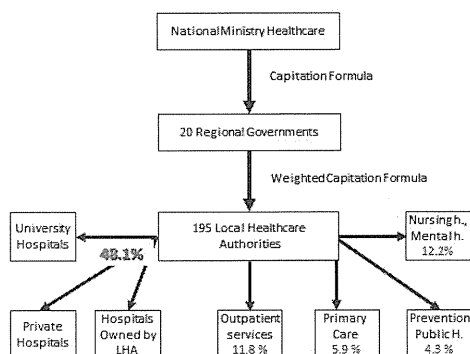 National Ministry Healthcare
Capitation Formula
20 Regional Governments
Weighted Capitation Formula
University
Hospitals
195 Local Healthcare
Authorities
Nursing h.,
Mental h.
12.2%
48.1%
Private
Hospitals
Hospitals
Owned by
LHA
Outpatient
services
11.8 %
Primary
Care
5.9 %
Prevention
Public H.
4.3 %